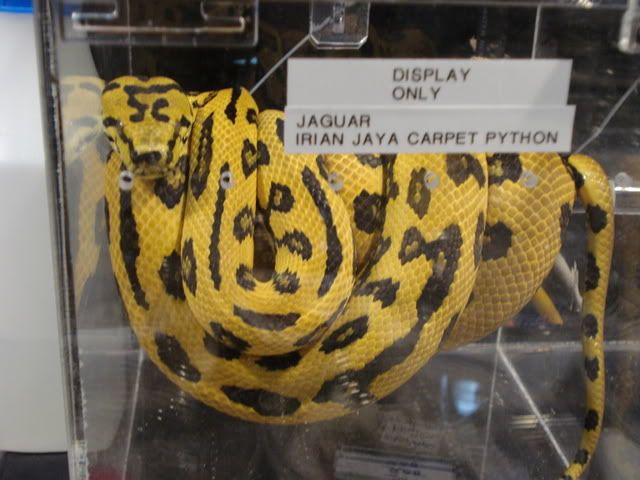 DISPLAY
ONLY
JAGUAR
IRIAN JAYA CARPET PYTHON